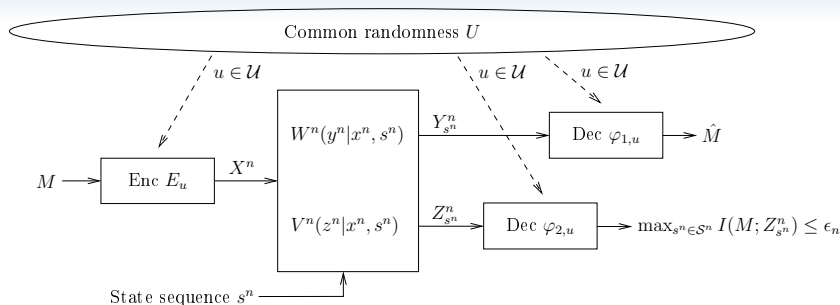 Common randomness U
u ∈ 𝒰
u ∈ 𝒰
u ∈ 𝒰
M
Enc E_u
X^n
W^n(y^n|x^n, s^n)
V^n(z^n|x^n, s^n)
Y^n_{s^n}
Dec φ_{1,u}
M̂
Z^n_{s^n}
Dec φ_{2,u}
max_{s^n∈𝒮^n} I(M; Z^n_{s^n}) ≤ ϵ_n
State sequence s^n